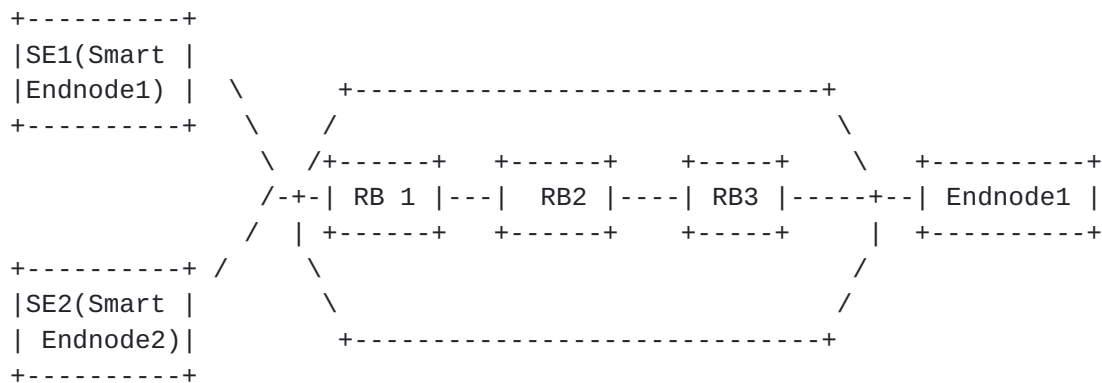 SE1(Smart
Endnode1)
RB 1 RB2 RB3 Endnode1
SE2(Smart
Endnode2)